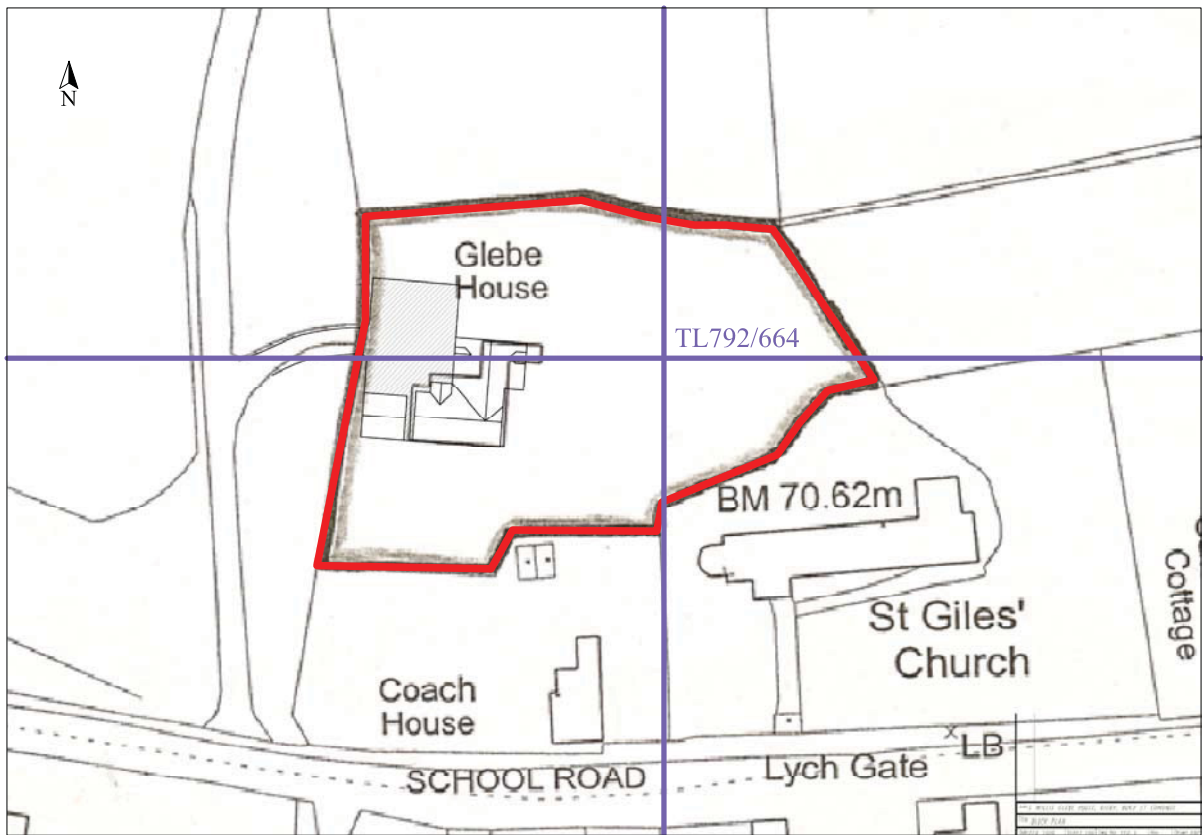 N
Glebe
House
TL792/664
BM 70.62m
Cottage
St Giles'
Church
Coach
House
LB
Lych Gate
SCHOOL ROAD